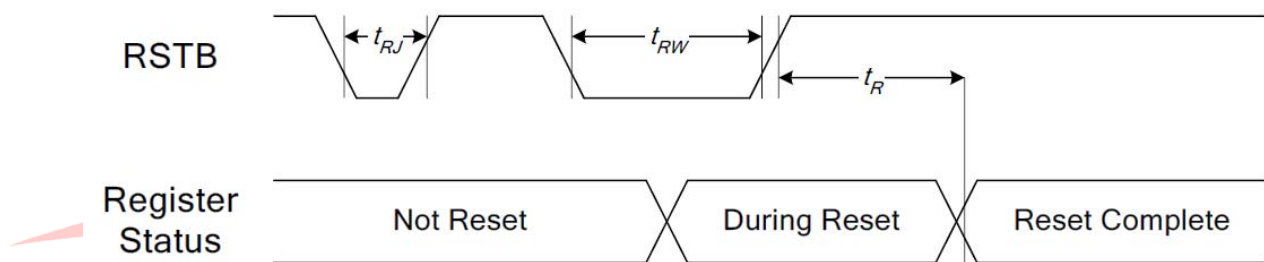 RSTB
tRJ
tRW
tR
Register
Status
Not Reset
During Reset
Reset Complete